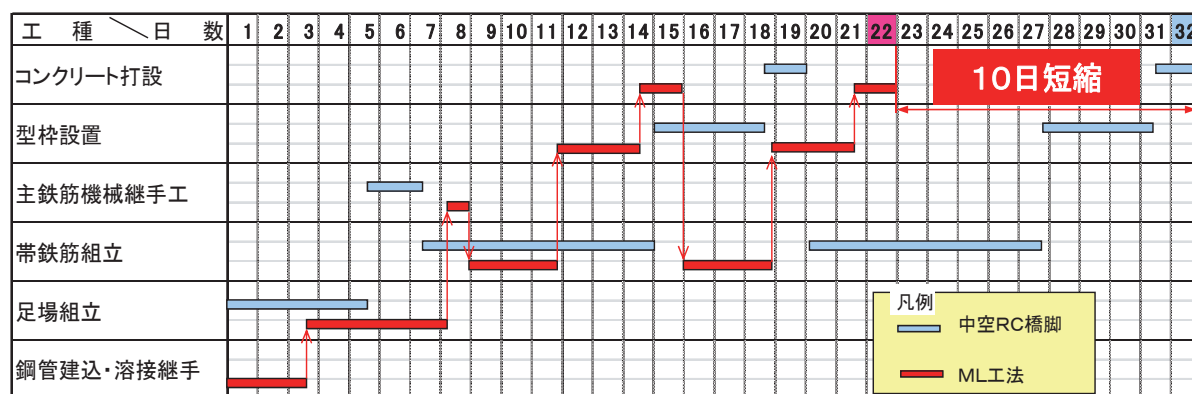 工種＼日数 1 2 3 4 5 6 7 8 9 10 11 12 13 14 15 16 17 18 19 20 21 22 23 24 25 26 27 28 29 30 31 32
コンクリート打設
10日短縮
型枠設置
主鉄筋機械継手工
帯鉄筋組立
足場組立
凡例
中空RC橋脚
鋼管建込・溶接継手
ML工法